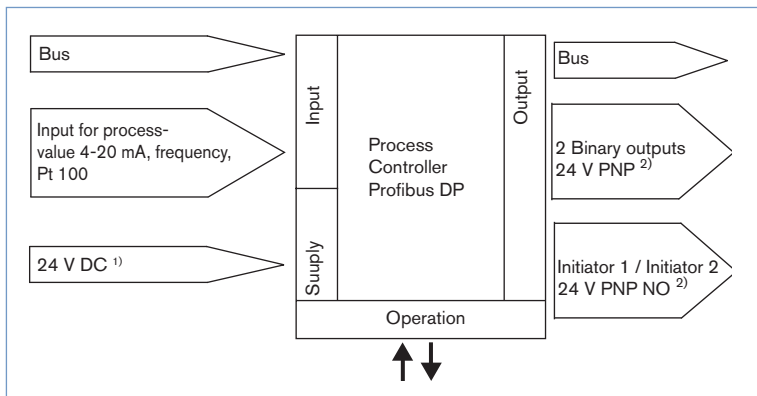 Bus
Input for process-
value 4-20 mA, frequency,
Pt 100
24 V DC 1)
Input
Suuply
Process
Controller
Profibus DP
Output
Operation
Bus
2 Binary outputs
24 V PNP 2)
Initiator 1 / Initiator 2
24 V PNP NO 2)